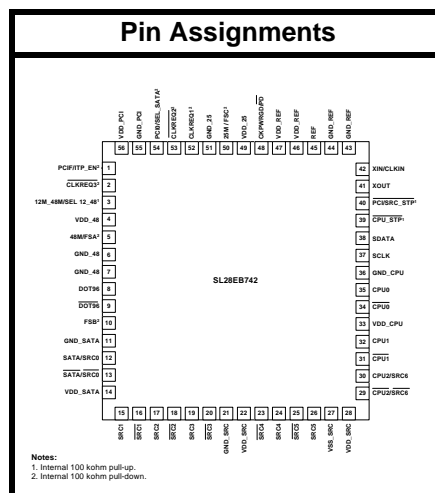 Pin Assignments
VDD_PCI
GND_PCI
PCI0/SEL_SATA²
CLKREQ2²
CLKREQ1²
GND_25
25M / FSC²
VDD_25
CKPWRGD/PD
VDD_REF
VDD_REF
REF
GND_REF
GND_REF
56 55 54 53 52 51 50 49 48 47 46 45 44 43
PCIF/ITP_EN² 1
CLKREQ3² 2
12M_48M/SEL 12_48¹ 3
VDD_48 4
48M/FSA² 5
GND_48 6
GND_48 7
DOT96 8
DOT96 9
FSB² 10
GND_SATA 11
SATA/SRC0 12
SATA/SRC0 13
VDD_SATA 14
SL28EB742
42 XIN/CLKIN
41 XOUT
40 PCI/SRC_STP¹
39 CPU_STP¹
38 SDATA
37 SCLK
36 GND_CPU
35 CPU0
34 CPU0
33 VDD_CPU
32 CPU1
31 CPU1
30 CPU2/SRC6
29 CPU2/SRC6
15 16 17 18 19 20 21 22 23 24 25 26 27 28
SRC1
SRC1
SRC2
SRC2
SRC3
SRC3
GND_SRC
VDD_SRC
SRC4
SRC4
SRC5
SRC5
VSS_SRC
VDD_SRC
Notes:
1. Internal 100 kohm pull-up.
2. Internal 100 kohm pull-down.